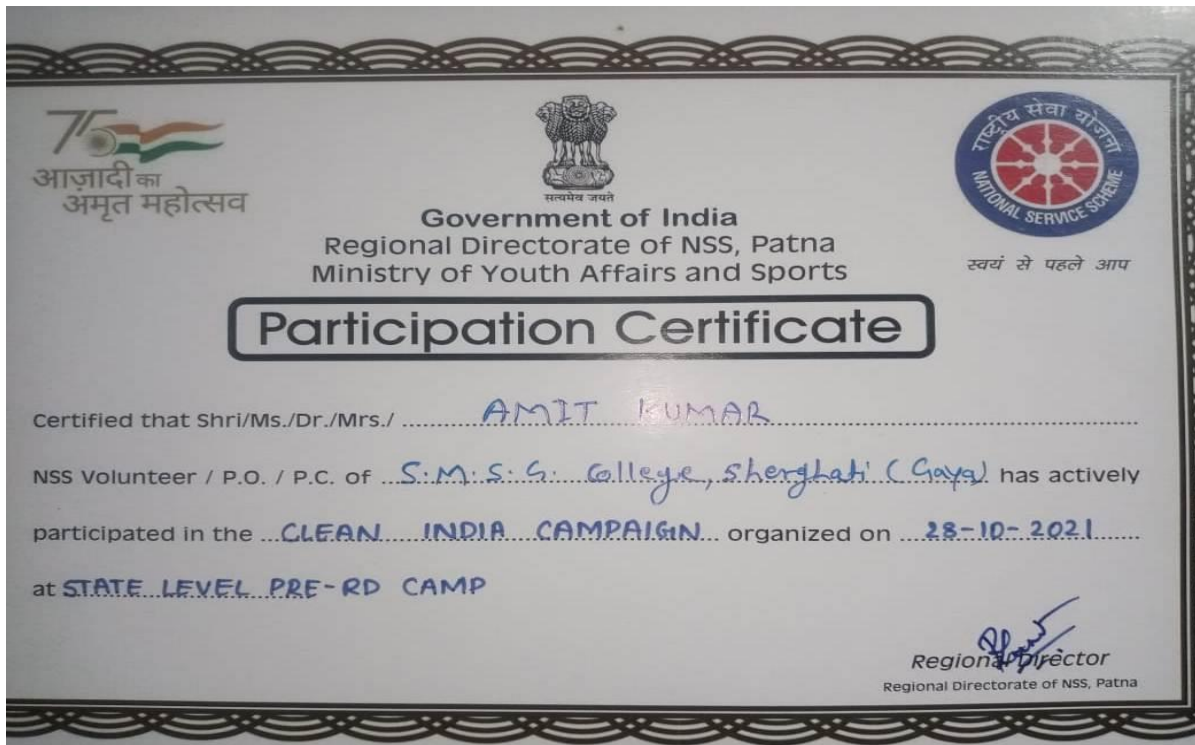 75
आज़ादी का
अमृत महोत्सव
सत्यमेव जयते
राष्ट्रीय सेवा योजना
NATIONAL SERVICE SCHEME
स्वयं से पहले आप
Government of India
Regional Directorate of NSS, Patna
Ministry of Youth Affairs and Sports
Participation Certificate
Certified that Shri/Ms./Dr./Mrs./ AMIT KUMAR
NSS Volunteer / P.O. / P.C. of S.M.S.G. College, Sherghati (Gaya) has actively
participated in the CLEAN INDIA CAMPAIGN organized on 28-10-2021
at STATE LEVEL PRE-RD CAMP
Regional Director
Regional Directorate of NSS, Patna